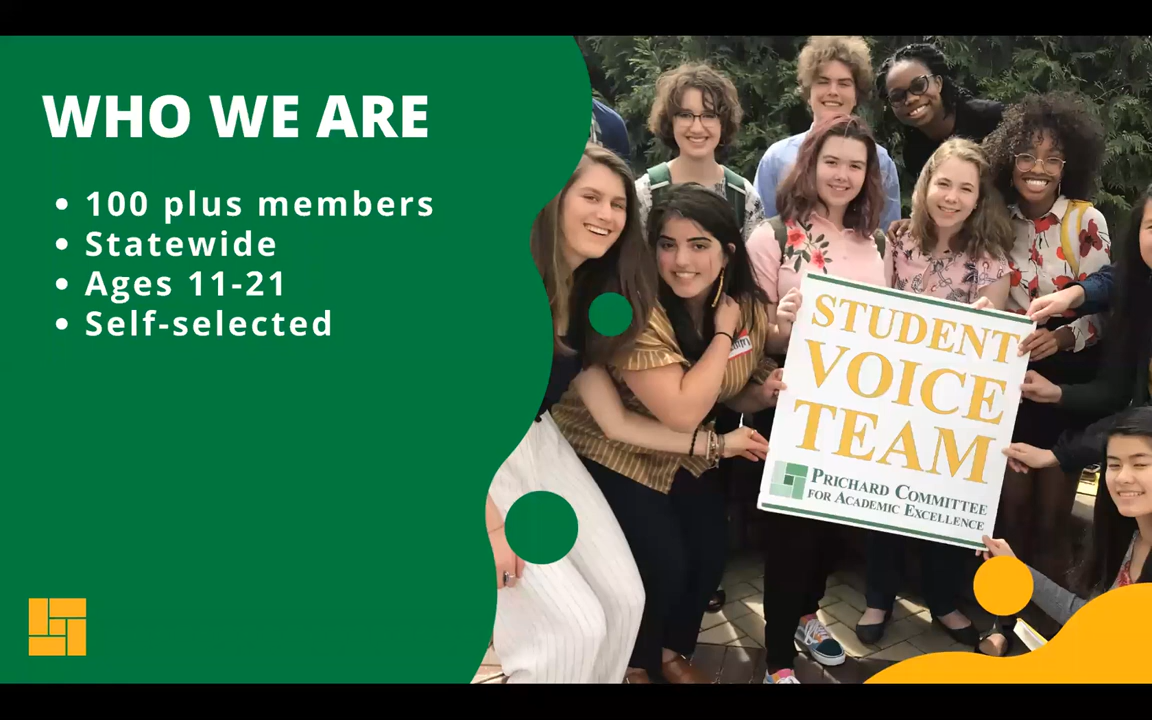 WHO WE ARE
100 plus members
Statewide
Ages 11-21
Self-selected
STUDENT
VOICE
TEAM
PRICHARD COMMITTEE
FOR ACADEMIC EXCELLENCE